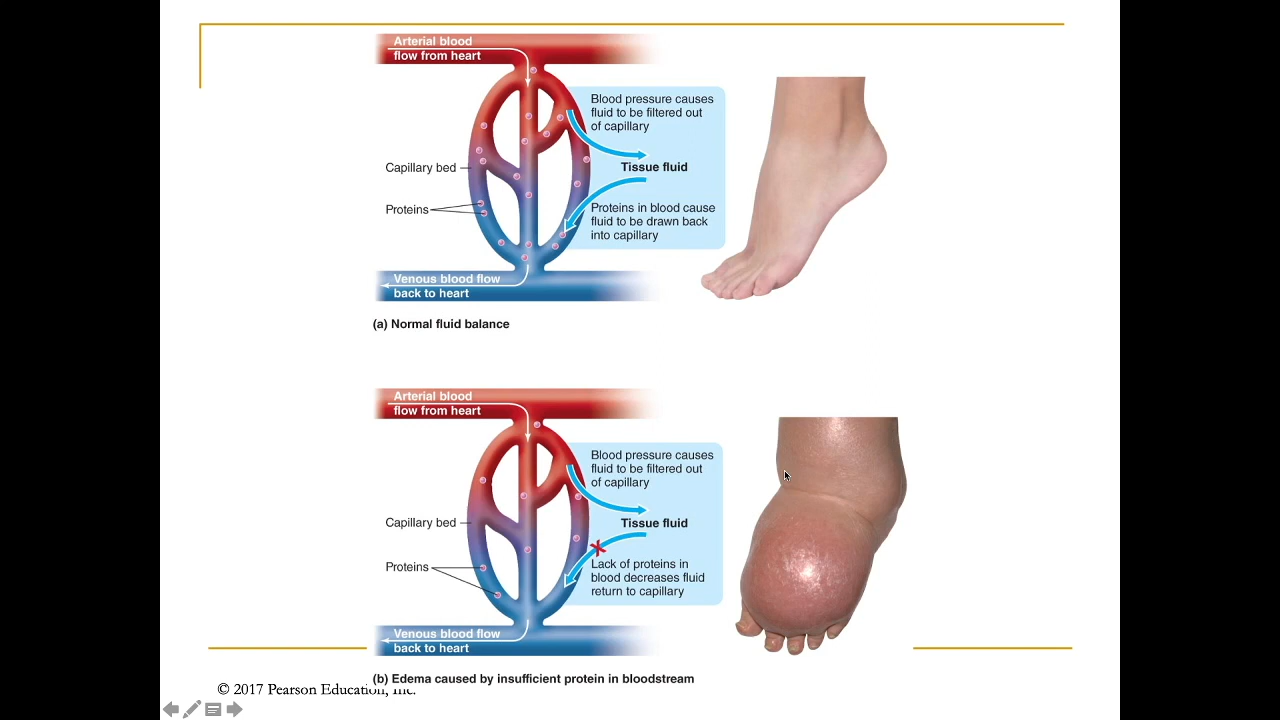 Arterial blood
flow from heart
Blood pressure causes
fluid to be filtered out
of capillary
Capillary bed
Tissue fluid
Proteins
Proteins in blood cause
fluid to be drawn back
into capillary
Venous blood flow
back to heart
(a) Normal fluid balance
Arterial blood
flow from heart
Blood pressure causes
fluid to be filtered out
of capillary
Capillary bed
Tissue fluid
Proteins
Lack of proteins in
blood decreases fluid
return to capillary
Venous blood flow
back to heart
(b) Edema caused by insufficient protein in bloodstream
© 2017 Pearson Education, Inc.